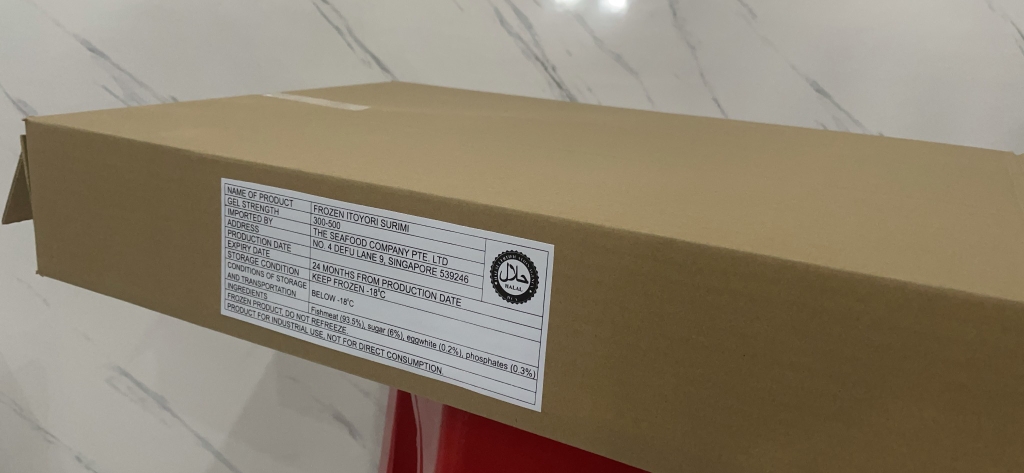 NAME OF PRODUCT FROZEN ITOYORI SURIMI
GEL STRENGTH 300-500
IMPORTED BY THE SEAFOOD COMPANY PTE. LTD
ADDRESS NO. 4 DEFU LANE 9, SINGAPORE 539246
PRODUCTION DATE
EXPIRY DATE 24 MONTHS FROM PRODUCTION DATE
STORAGE CONDITION KEEP FROZEN -18°C
CONDITIONS OF STORAGE
AND TRANSPORTATION BELOW -18°C
INGREDIENTS Fishmeat (93.5%), sugar (6%), eggwhite (0.2%), phosphates (0.3%)
FROZEN PRODUCT, DO NOT REFREEZE.
PRODUCT FOR INDUSTRIAL USE, NOT FOR DIRECT CONSUMPTION.
حلال
HALAL